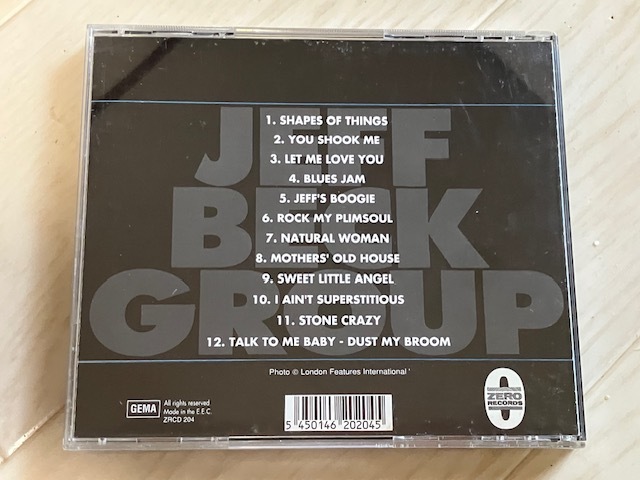 JEFF
BECK
GROUP
1. SHAPES OF THINGS
2. YOU SHOOK ME
3. LET ME LOVE YOU
4. BLUES JAM
5. JEFF'S BOOGIE
6. ROCK MY PLIMSOUL
7. NATURAL WOMAN
8. MOTHERS' OLD HOUSE
9. SWEET LITTLE ANGEL
10. I AIN'T SUPERSTITIOUS
11. STONE CRAZY
12. TALK TO ME BABY - DUST MY BROOM
Photo © London Features International '
GEMA
All rights reserved
Made in the E.E.C.
ZRCD 204
5 450146 202045
ZERO
RECORDS